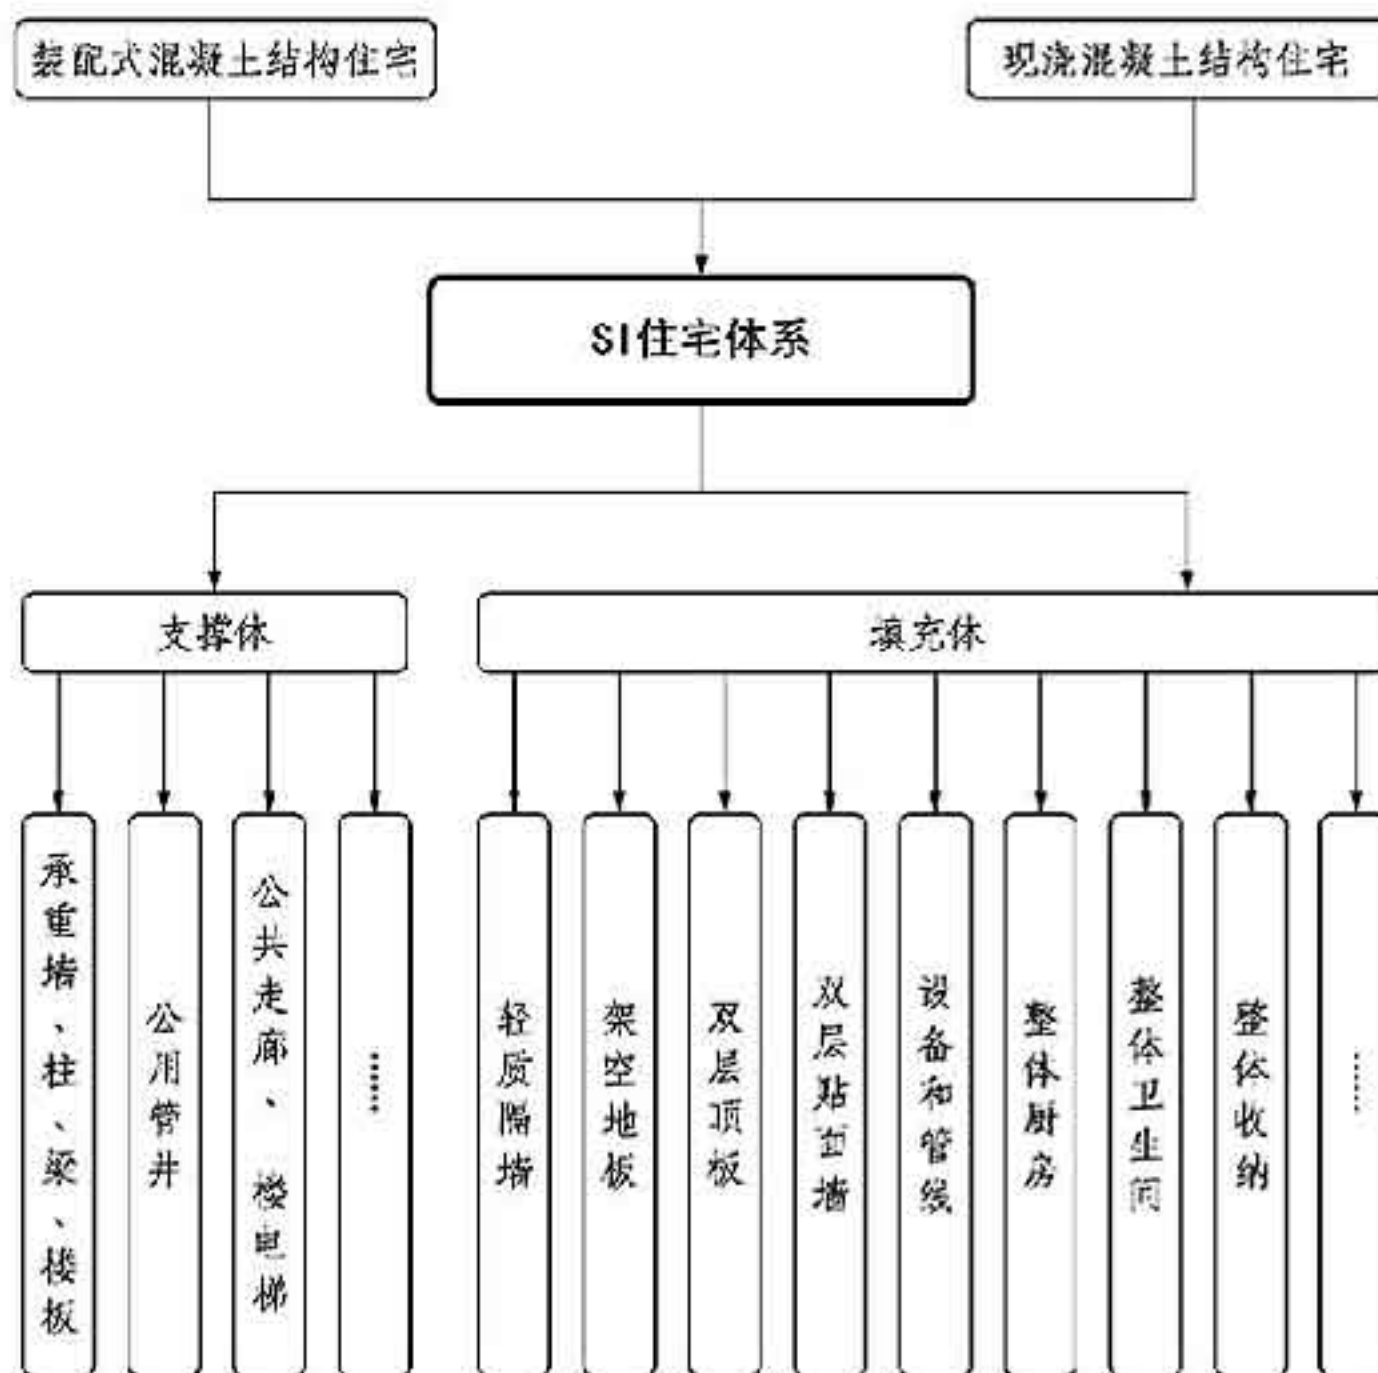 装配式混凝土结构住宅
现浇混凝土结构住宅
SI住宅体系
支撑体
填充体
承重墙、柱、梁、楼板
公用管井
公共走廊、楼电梯
……
轻质隔墙
架空地板
双层顶板
双层贴面墙
设备和管线
整体厨房
整体卫生间
整体收纳
……